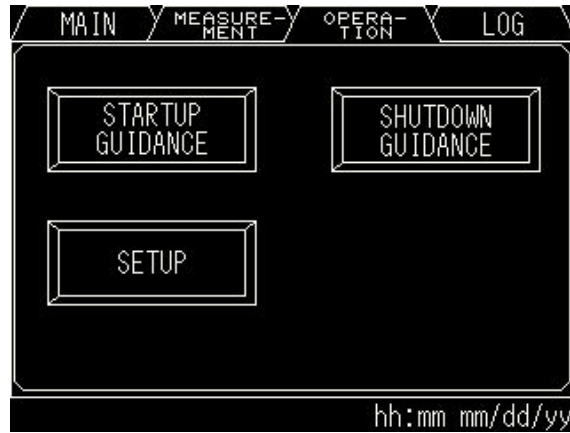 MAIN
MEASURE-
MENT
OPERA-
TION
LOG
STARTUP
GUIDANCE
SHUTDOWN
GUIDANCE
SETUP
hh:mm mm/dd/yy